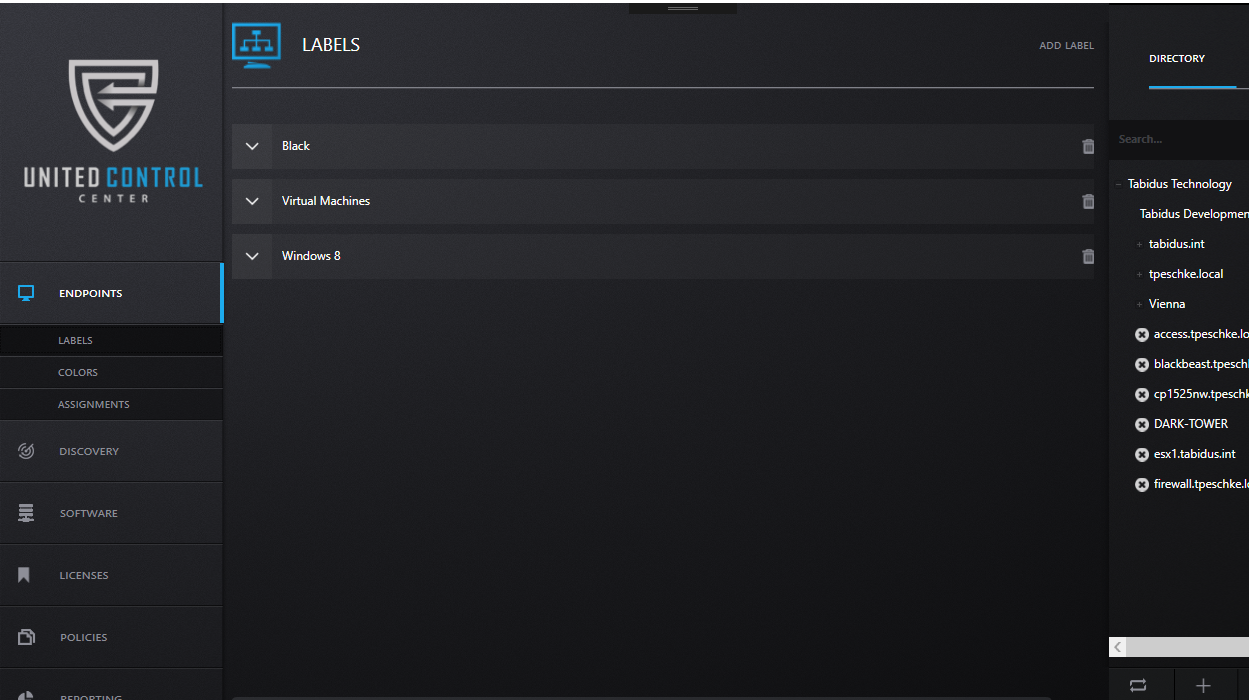 UNITED CONTROL
CENTER
ENDPOINTS
LABELS
COLORS
ASSIGNMENTS
DISCOVERY
SOFTWARE
LICENSES
POLICIES
REPORTING
LABELS
ADD LABEL
Black
Virtual Machines
Windows 8
DIRECTORY
Search...
Tabidus Technology
Tabidus Developmen
tabidus.int
tpeschke.local
Vienna
access.tpeschke.lo
blackbeast.tpeschk
cp1525nw.tpeschk
DARK-TOWER
esx1.tabidus.int
firewall.tpeschke.lo